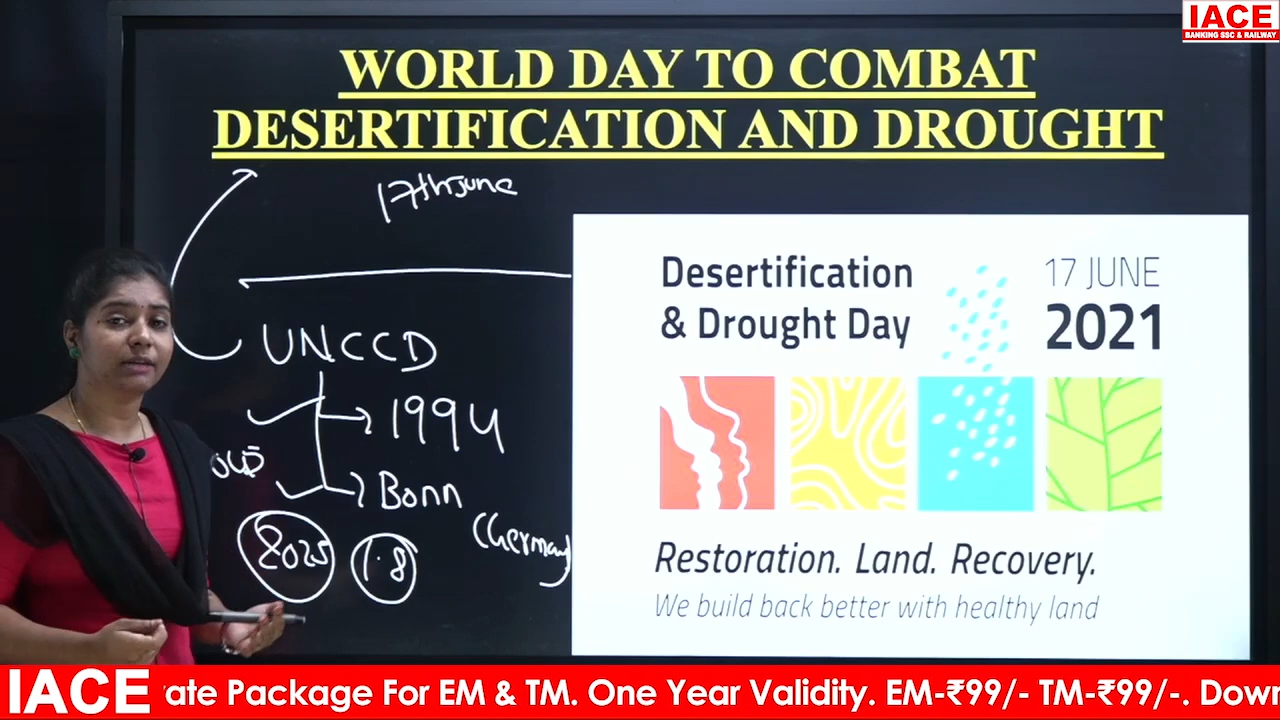 IACE
BANKING SSC & RAILWAY
WORLD DAY TO COMBAT
DESERTIFICATION AND DROUGHT
17th June
Desertification
& Drought Day
17 JUNE
2021
UNCCD
1994
Bonn
(Germany)
2025
1.8
Restoration. Land. Recovery.
We build back better with healthy land
IACE
ate Package For EM & TM. One Year Validity. EM-₹99/- TM-₹99/-. Down